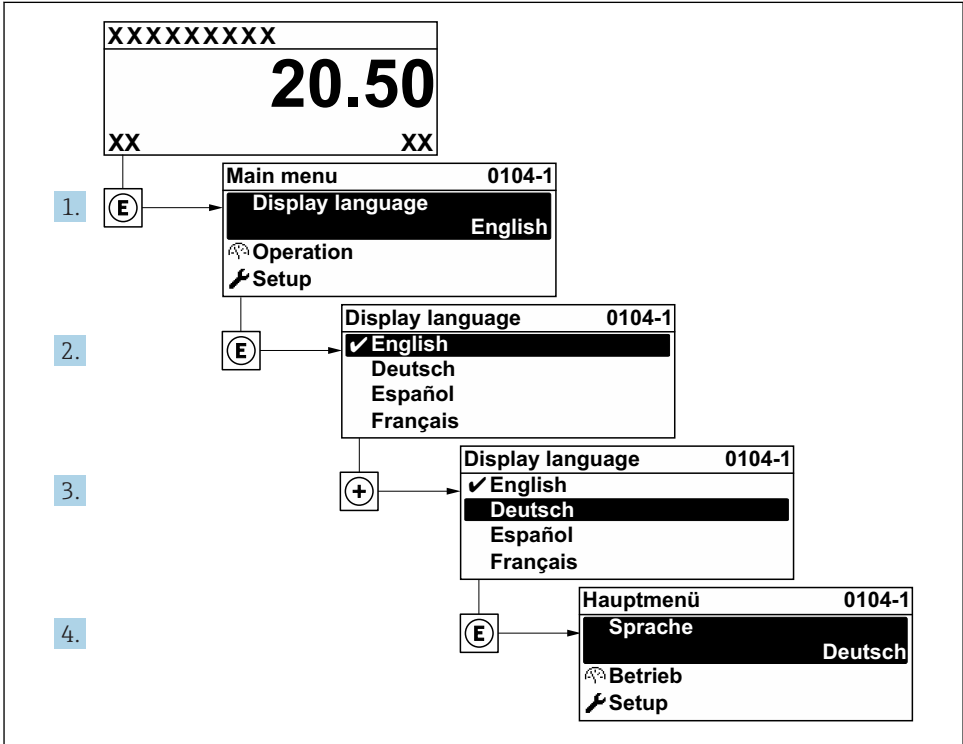 XXXXXXXXX
20.50
XX XX
1.
E
Main menu 0104-1
Display language
English
Operation
Setup
2.
E
Display language 0104-1
✔English
Deutsch
Español
Français
3.
+
Display language 0104-1
✔English
Deutsch
Español
Français
4.
E
Hauptmenü 0104-1
Sprache
Deutsch
Betrieb
Setup